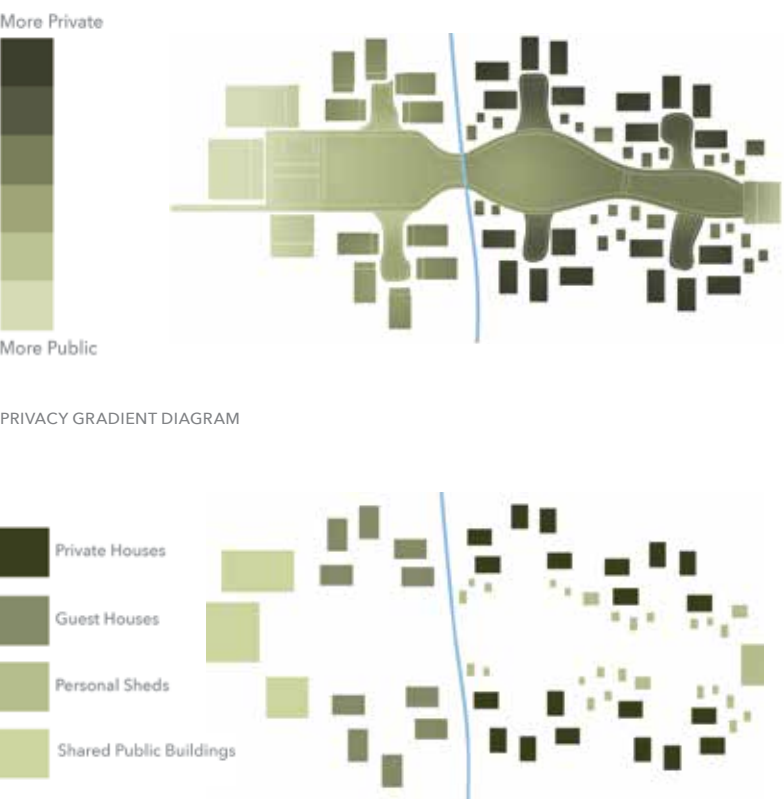 More Private
More Public
PRIVACY GRADIENT DIAGRAM
Private Houses
Guest Houses
Personal Sheds
Shared Public Buildings